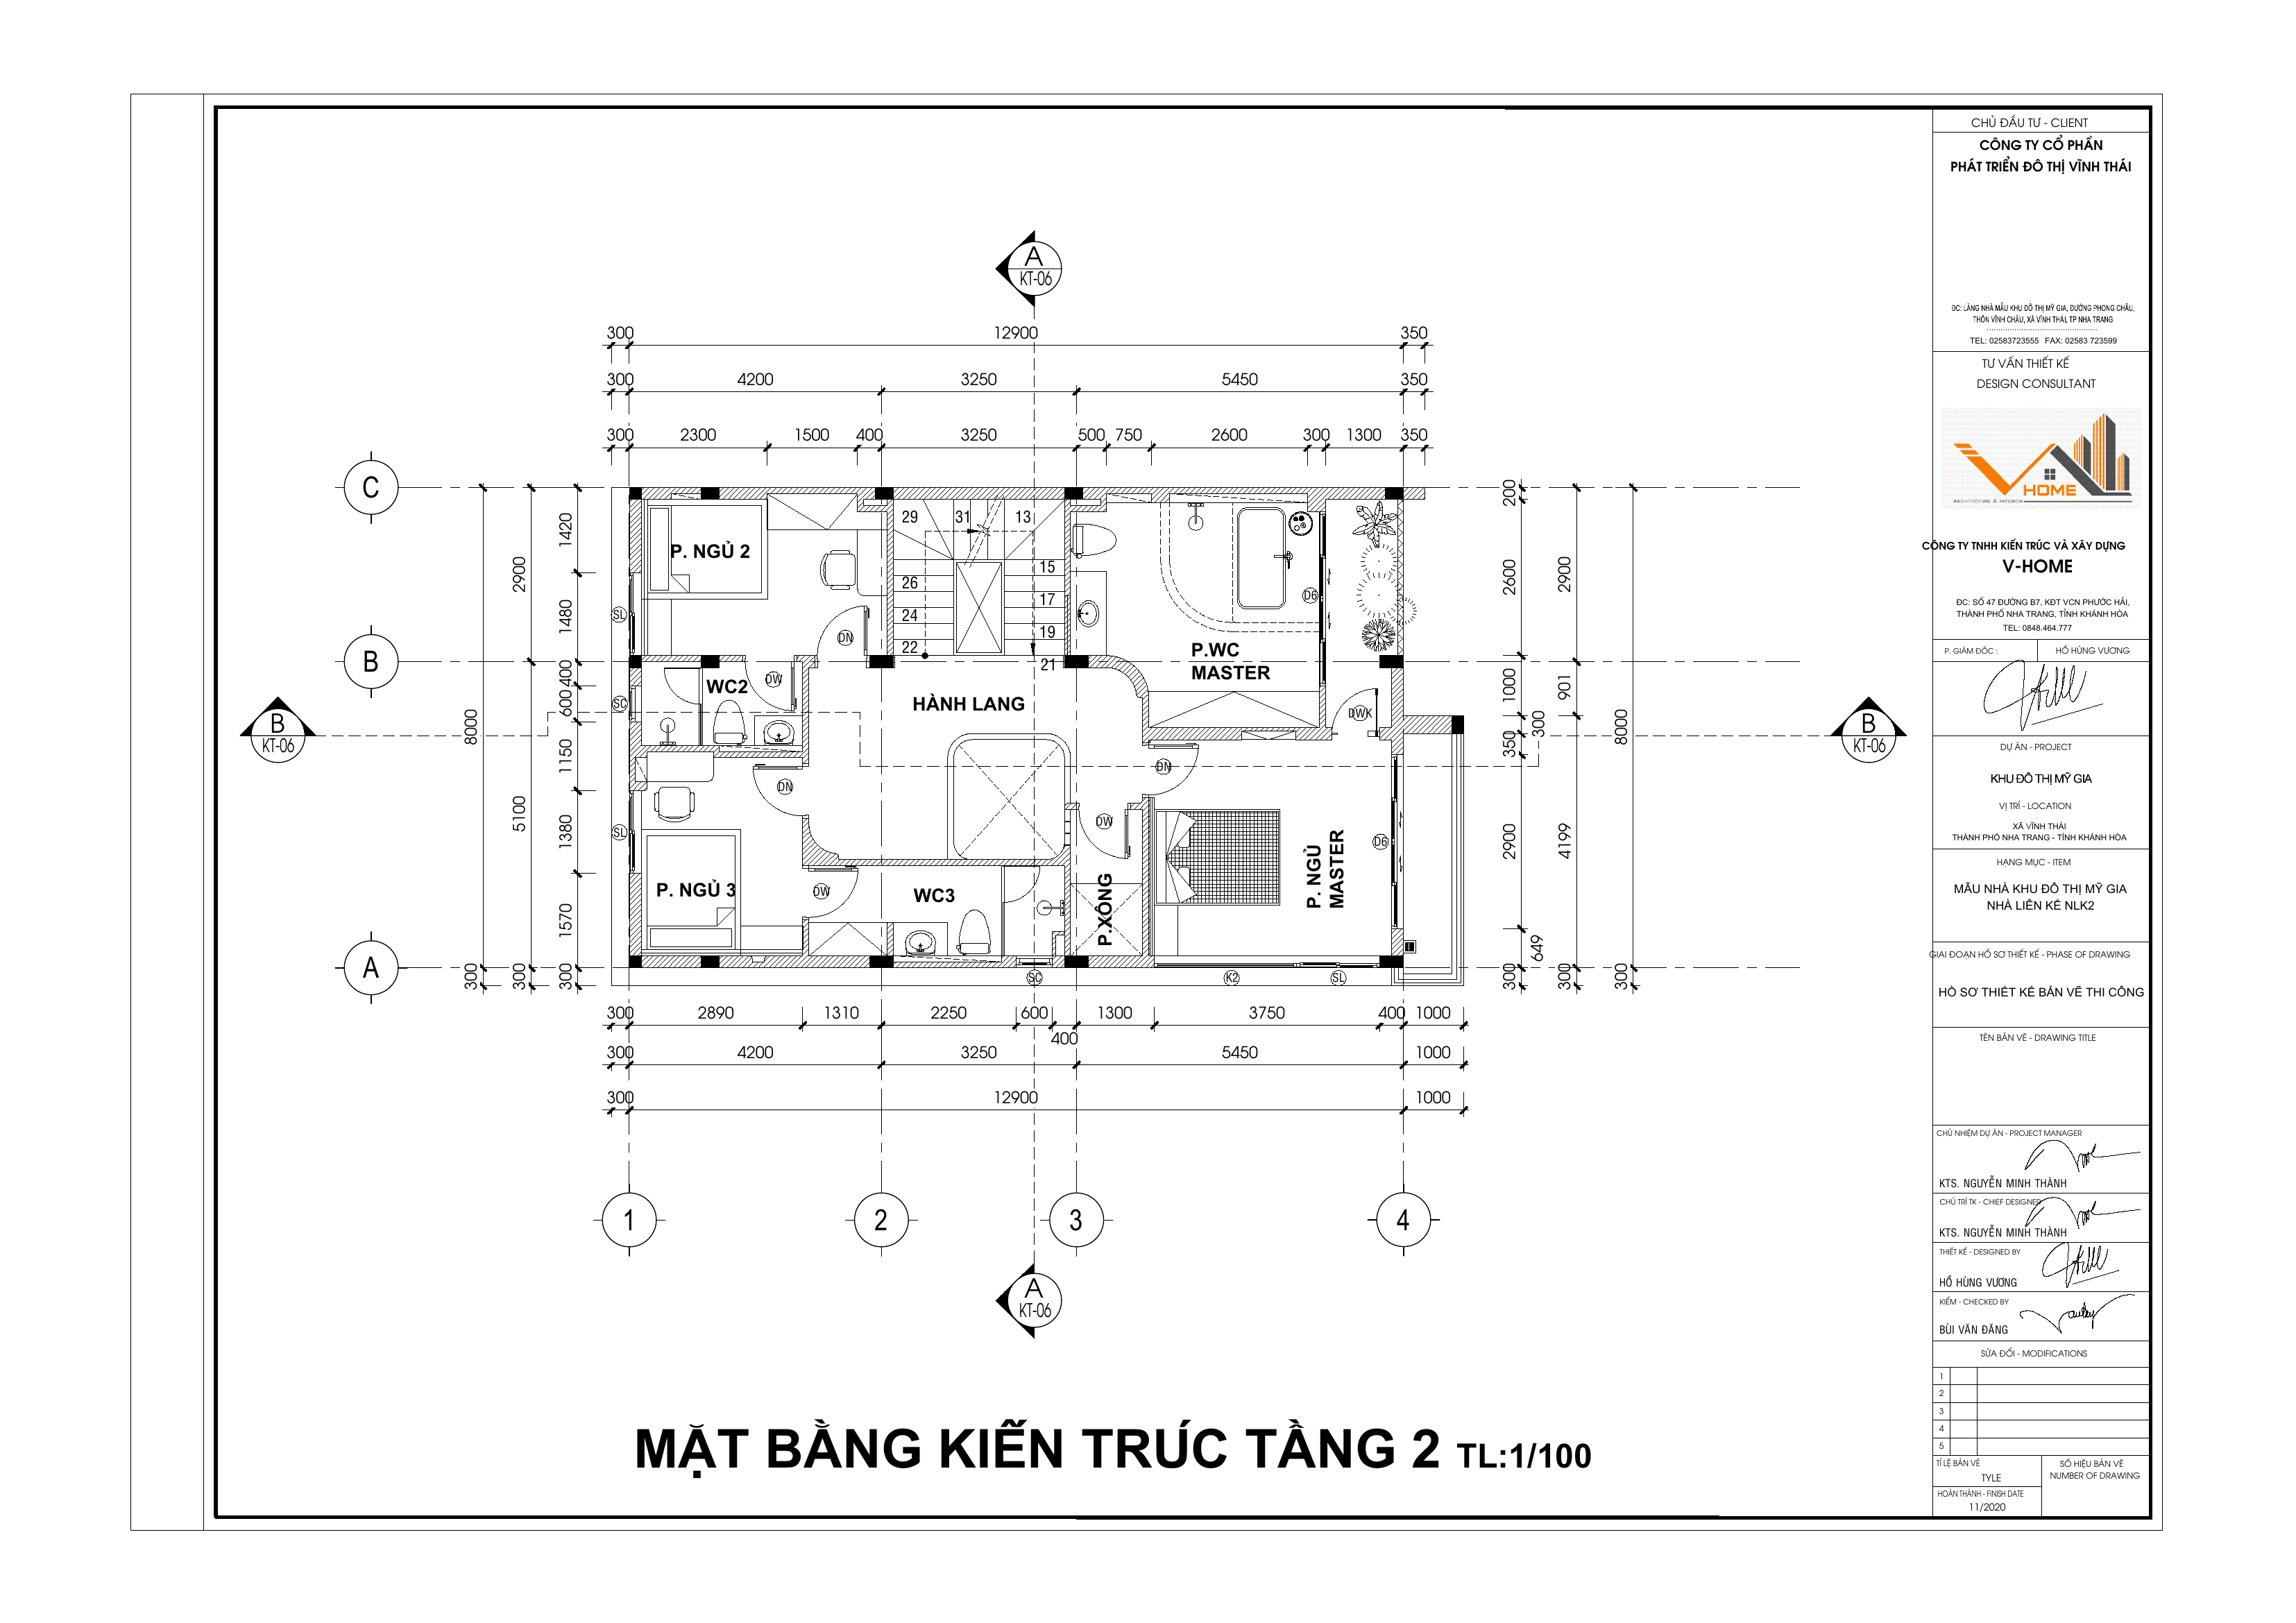 A
KT-06
300 12900 350
300 4200 3250 5450 350
300 2300 1500 400 3250 500 750 2600 300 1300 350
C
B
A
B
KT-06
8000
300
2900
5100
300
1420
1480
400
600
1150
1380
1570
300
P. NGỦ 2
29 31 13
15
26
17
24
19
22
21
SL
DN
D6
P.WC
MASTER
WC2
DW
SC
HÀNH LANG
DWK
DN
DN
DW
SL
D6
P. NGỦ 3
DW
WC3
P.XÔNG
P. NGỦ
MASTER
SC
K2
SL
200
2600
1000
350
300
2900
649
300
2900
901
4199
300
8000
300
B
KT-06
300 2890 1310 2250 600 400 1300 3750 400 1000
300 4200 3250 5450 1000
300 12900 1000
1 2 3 4
A
KT-06
MẶT BẰNG KIẾN TRÚC TẦNG 2 TL:1/100
CHỦ ĐẦU TƯ - CLIENT
CÔNG TY CỔ PHẦN
PHÁT TRIỂN ĐÔ THỊ VĨNH THÁI
ĐC: LÀNG NHÀ MẪU KHU ĐÔ THỊ MỸ GIA, ĐƯỜNG PHONG CHÂU,
THÔN VĨNH CHÂU, XÃ VĨNH THÁI, TP NHA TRANG
TEL: 02583723555 FAX: 02583 723599
TƯ VẤN THIẾT KẾ
DESIGN CONSULTANT
HOME
ARCHITECTURE & INTERIOR
CÔNG TY TNHH KIẾN TRÚC VÀ XÂY DỰNG
V-HOME
ĐC: SỐ 47 ĐƯỜNG B7, KĐT VCN PHƯỚC HẢI,
THÀNH PHỐ NHA TRANG, TỈNH KHÁNH HÒA
TEL: 0848.464.777
P. GIÁM ĐỐC : HỒ HÙNG VƯƠNG
DỰ ÁN - PROJECT
KHU ĐÔ THỊ MỸ GIA
VỊ TRÍ - LOCATION
XÃ VĨNH THÁI
THÀNH PHỐ NHA TRANG - TỈNH KHÁNH HÒA
HẠNG MỤC - ITEM
MẪU NHÀ KHU ĐÔ THỊ MỸ GIA
NHÀ LIÊN KẾ NLK2
GIAI ĐOẠN HỒ SƠ THIẾT KẾ - PHASE OF DRAWING
HỒ SƠ THIẾT KẾ BẢN VẼ THI CÔNG
TÊN BẢN VẼ - DRAWING TITLE
CHỦ NHIỆM DỰ ÁN - PROJECT MANAGER
KTS. NGUYỄN MINH THÀNH
CHỦ TRÌ TK - CHIEF DESIGNER
KTS. NGUYỄN MINH THÀNH
THIẾT KẾ - DESIGNED BY
HỒ HÙNG VƯƠNG
KIỂM - CHECKED BY
BÙI VĂN ĐĂNG
SỬA ĐỔI - MODIFICATIONS
1
2
3
4
5
TỈ LỆ BẢN VẼ
TYLE
SỐ HIỆU BẢN VẼ
NUMBER OF DRAWING
HOÀN THÀNH - FINISH DATE
11/2020